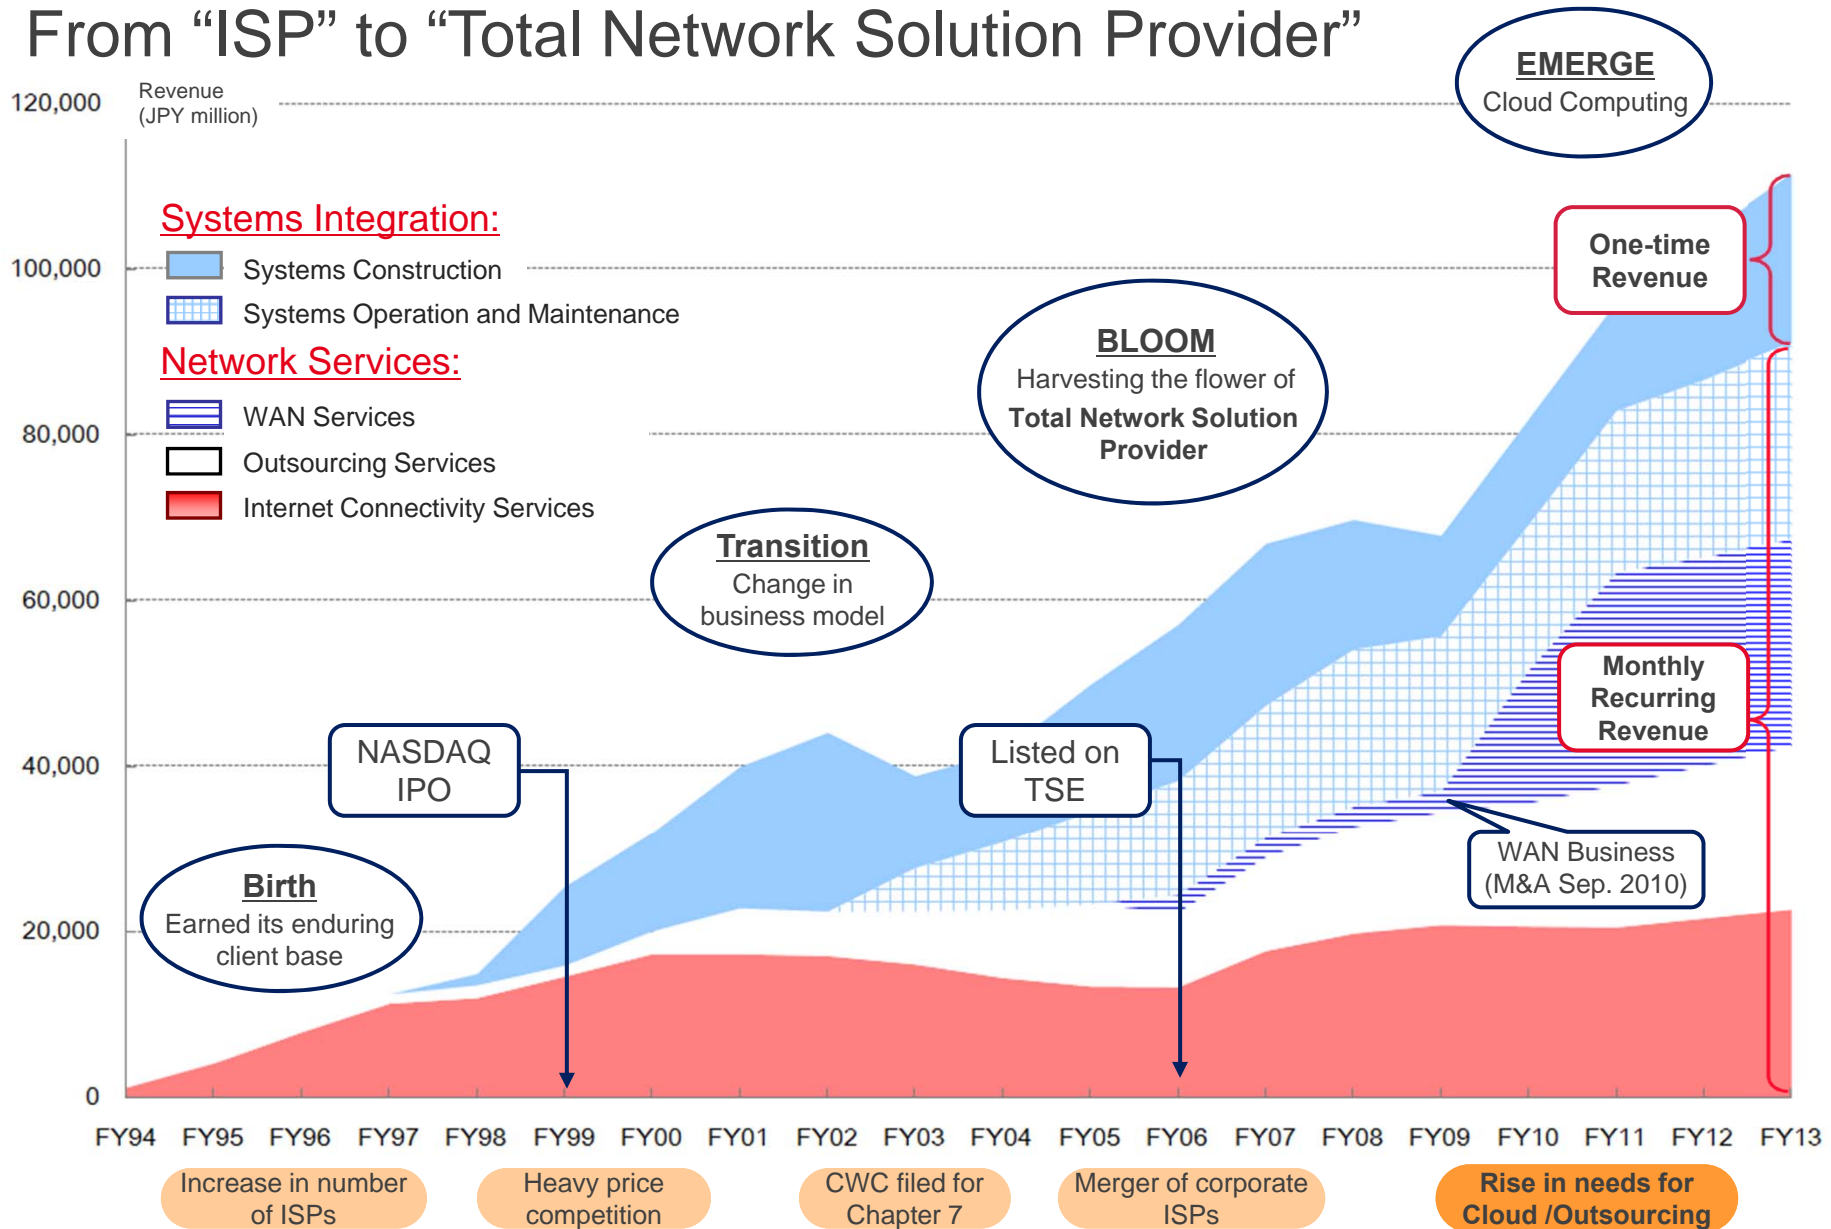 From “ISP” to “Total Network Solution Provider”
Revenue
(JPY million)
120,000
100,000
80,000
60,000
40,000
20,000
0
Systems Integration:
Systems Construction
Systems Operation and Maintenance
Network Services:
WAN Services
Outsourcing Services
Internet Connectivity Services
EMERGE
Cloud Computing
One-time
Revenue
BLOOM
Harvesting the flower of
Total Network Solution
Provider
Transition
Change in
business model
Monthly
Recurring
Revenue
NASDAQ
IPO
Listed on
TSE
WAN Business
(M&A Sep. 2010)
Birth
Earned its enduring
client base
FY94 FY95 FY96 FY97 FY98 FY99 FY00 FY01 FY02 FY03 FY04 FY05 FY06 FY07 FY08 FY09 FY10 FY11 FY12 FY13
Increase in number
of ISPs
Heavy price
competition
CWC filed for
Chapter 7
Merger of corporate
ISPs
Rise in needs for
Cloud /Outsourcing